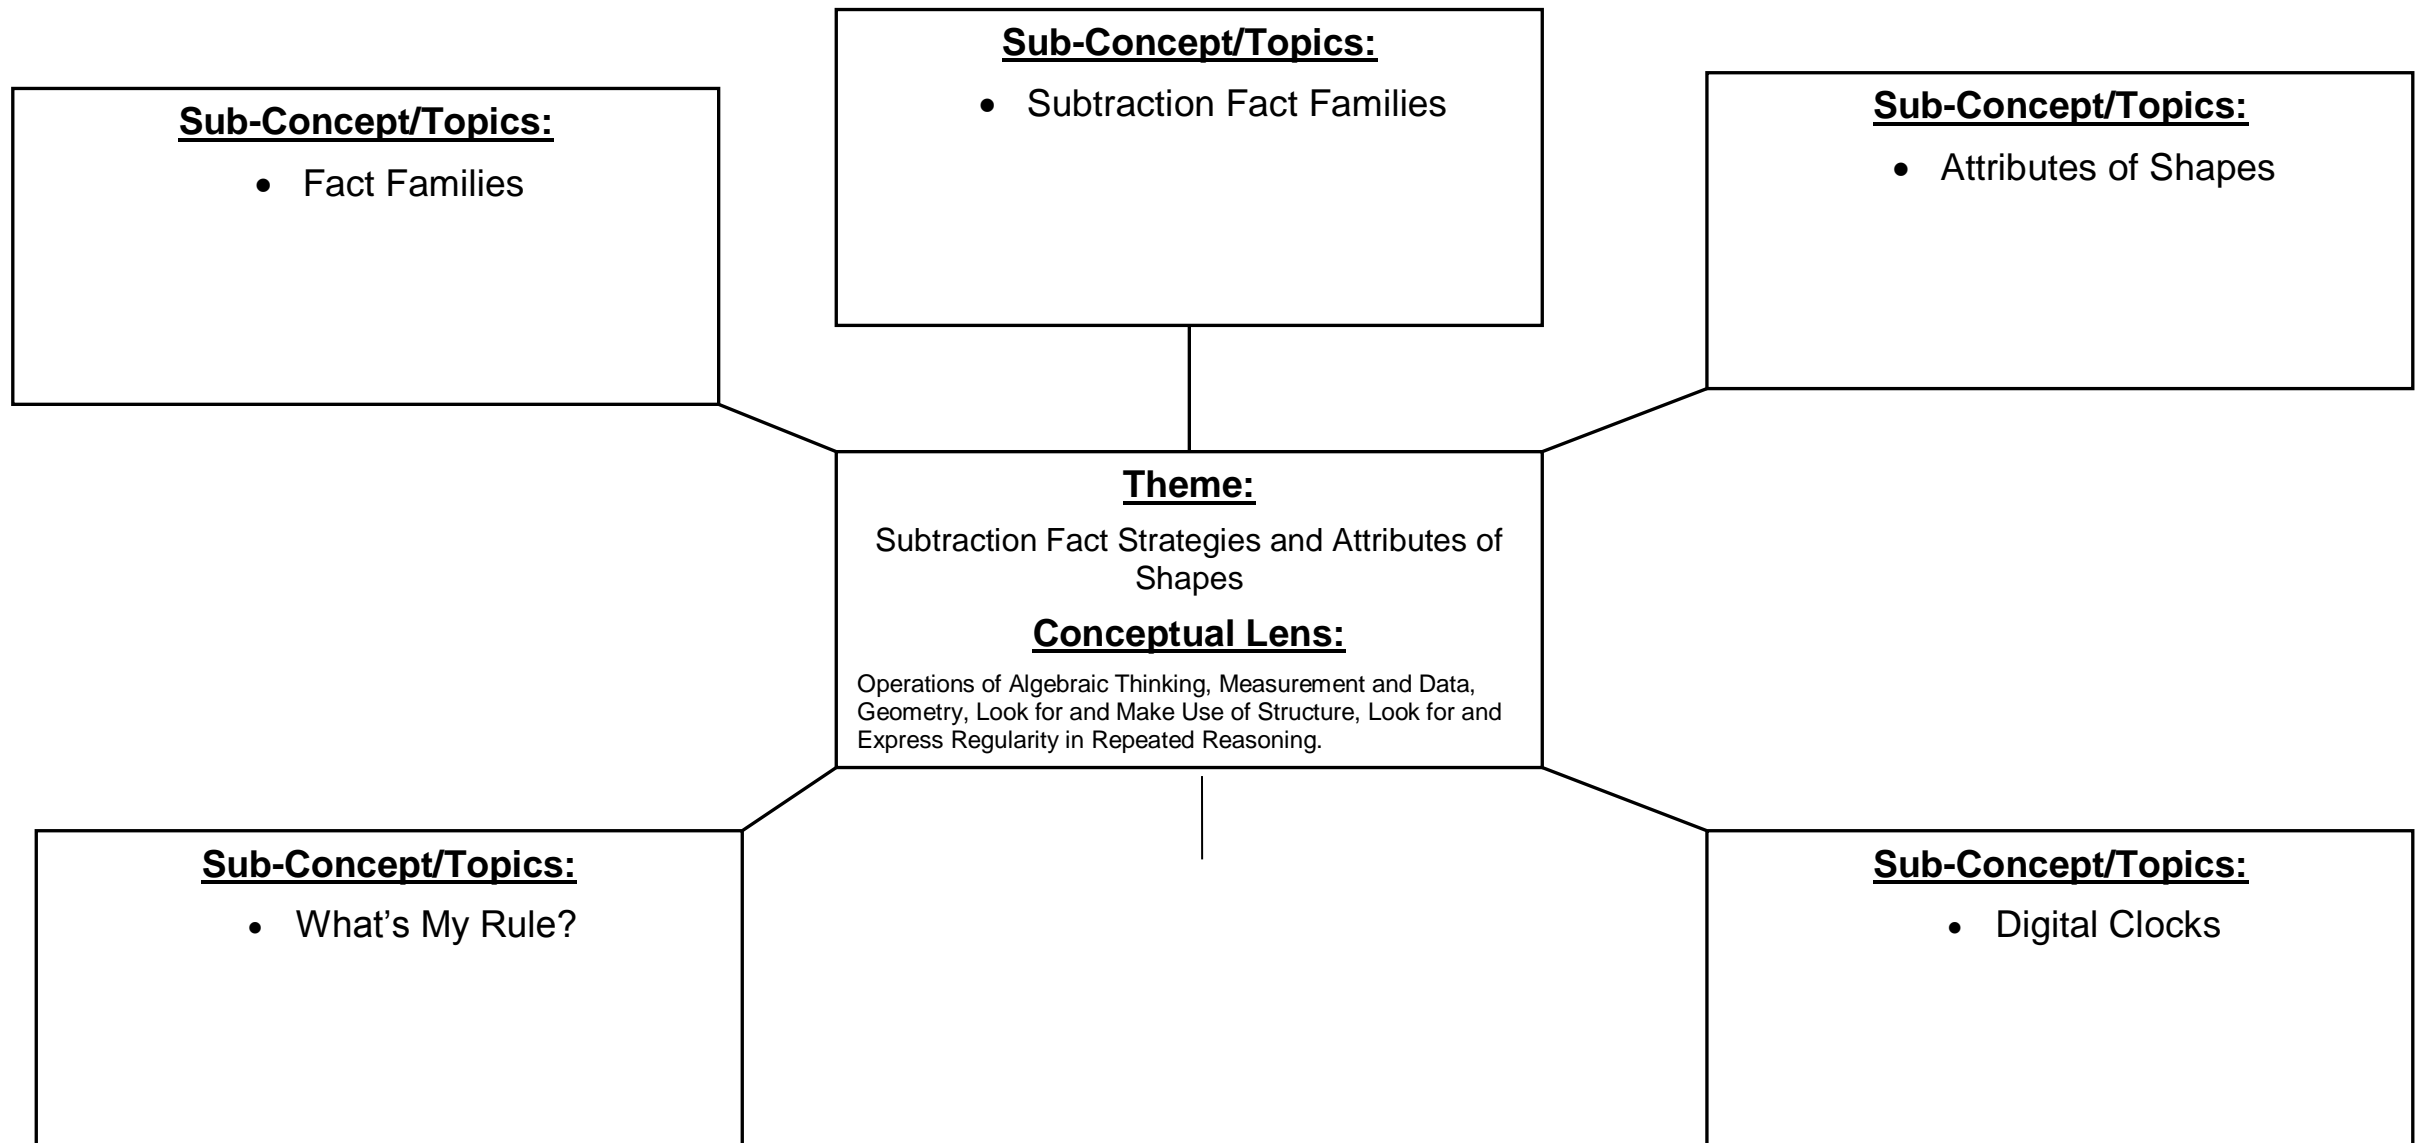 Sub-Concept/Topics:
• Fact Families
Sub-Concept/Topics:
• Subtraction Fact Families
Sub-Concept/Topics:
• Attributes of Shapes
Theme:
Subtraction Fact Strategies and Attributes of
Shapes
Conceptual Lens:
Operations of Algebraic Thinking, Measurement and Data,
Geometry, Look for and Make Use of Structure, Look for and
Express Regularity in Repeated Reasoning.
Sub-Concept/Topics:
• What’s My Rule?
Sub-Concept/Topics:
• Digital Clocks